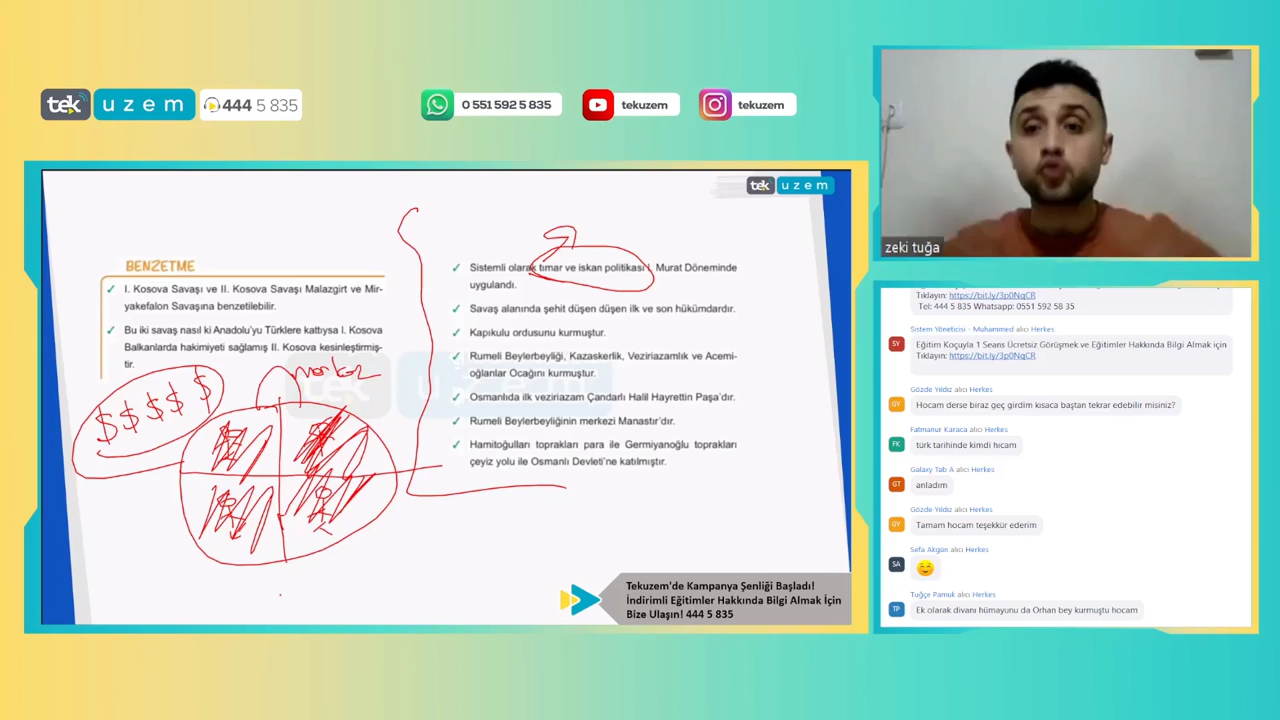 tek uzem 444 5 835
0 551 592 5 835
tekuzem
tekuzem
tek uzem
BENZETME
✓ I. Kosova Savaşı ve II. Kosova Savaşı Malazgirt ve Mir-
yakefalon Savaşına benzetilebilir.
✓ Bu iki savaş nasıl ki Anadolu'yu Türklere kattıysa I. Kosova
Balkanlarda hakimiyeti sağlamış II. Kosova kesinleştirmiş-
tir.
merkez
$ $ $ $ $
✓ Sistemli olarak tımar ve iskan politikası I. Murat Döneminde
uygulandı.
✓ Savaş alanında şehit düşen düşen ilk ve son hükümdardır.
✓ Kapıkulu ordusunu kurmuştur.
✓ Rumeli Beylerbeyliği, Kazaskerlik, Veziriazamlık ve Acemi-
oğlanlar Ocağını kurmuştur.
✓ Osmanlıda ilk veziriazam Çandarlı Halil Hayrettin Paşa'dır.
✓ Rumeli Beylerbeyliğinin merkezi Manastır'dır.
✓ Hamitoğulları toprakları para ile Germiyanoğlu toprakları
çeyiz yolu ile Osmanlı Devleti'ne katılmıştır.
Tekuzem'de Kampanya Şenliği Başladı!
İndirimli Eğitimler Hakkında Bilgi Almak İçin
Bize Ulaşın! 444 5 835
zeki tuğa
Tıklayın: https://bit.ly/3p0NqCR
Tel: 444 5 835 Whatsapp: 0551 592 58 35
Sistem Yöneticisi - Muhammed alıcı Herkes
SY
Eğitim Koçuyla 1 Seans Ücretsiz Görüşmek ve Eğitimler Hakkında Bilgi Almak için
Tıklayın: https://bit.ly/3p0NqCR
Gözde Yıldız alıcı Herkes
GY
Hocam derse biraz geç girdim kısaca baştan tekrar edebilir misiniz?
Fatmanur Karaca alıcı Herkes
FK
türk tarihinde kimdi hıcam
Galaxy Tab A alıcı Herkes
GT
anladım
Gözde Yıldız alıcı Herkes
GY
Tamam hocam teşekkür ederim
Sefa Akgün alıcı Herkes
SA
Tuğçe Pamuk alıcı Herkes
TP
Ek olarak divanı hümayunu da Orhan bey kurmuştu hocam